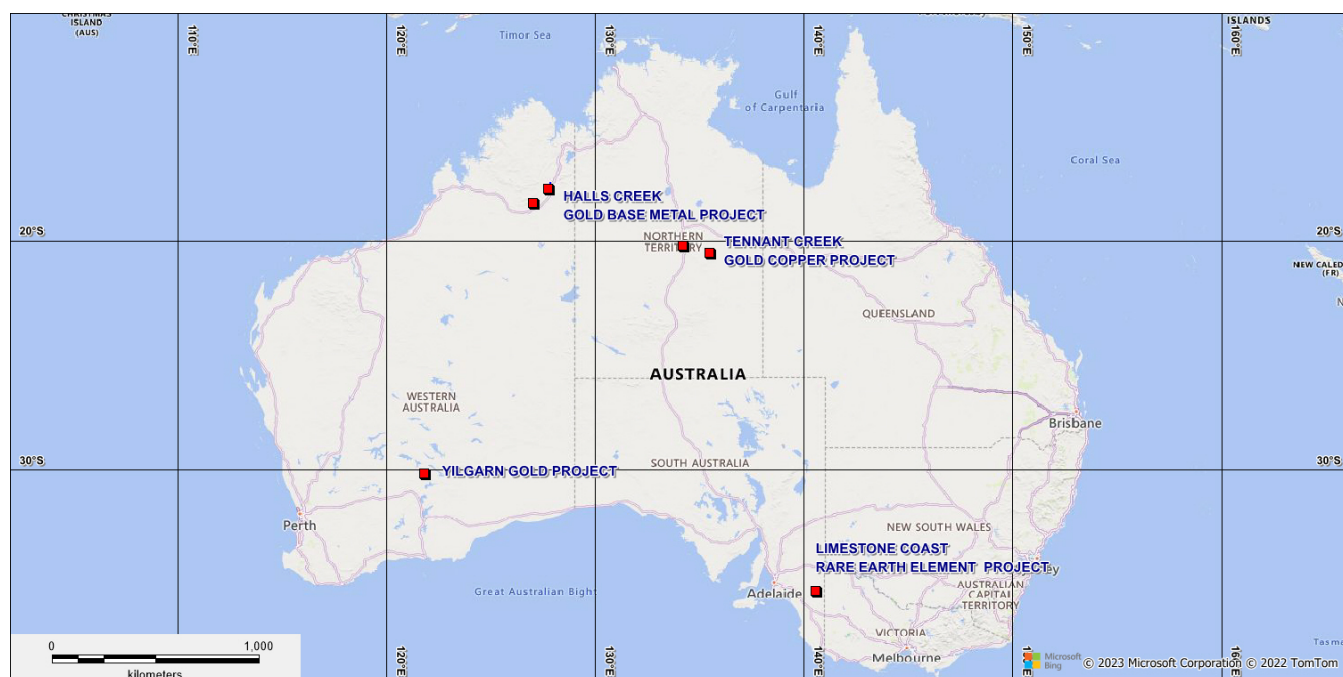 CHRISTMAS
ISLAND
(AUS)
110°E
120°E
Timor Sea
130°E
140°E
150°E
160°E
ISLANDS
Gulf
of Carpentaria
Coral Sea
HALLS CREEK
GOLD BASE METAL PROJECT
20°S
NORTHERN
TERRITORY
TENNANT CREEK
GOLD COPPER PROJECT
20°S
NEW CALED
(FR)
QUEENSLAND
AUSTRALIA
WESTERN
AUSTRALIA
Brisbane
30°S
YILGARN GOLD PROJECT
SOUTH AUSTRALIA
30°S
Perth
NEW SOUTH WALES
LIMESTONE COAST
RARE EARTH ELEMENT PROJECT
ey
Great Australian Bight
Adelaide
AUSTRALIAN
CAPITAL
TERRITORY
VICTORIA
Melbourne
Tasma
0 1,000
kilometers
120°E
130°E
140°E
Microsoft
Bing
© 2023 Microsoft Corporation © 2022 TomTom